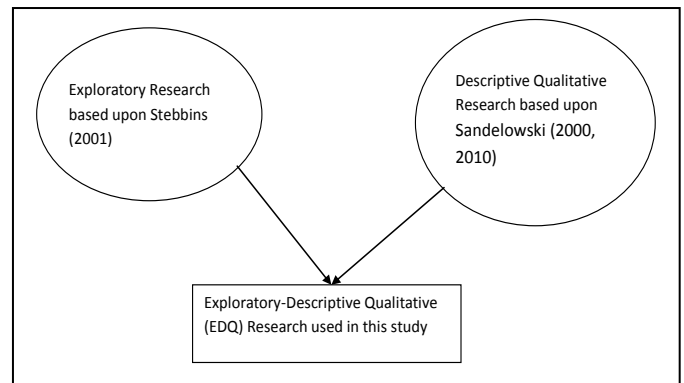 Exploratory Research
based upon Stebbins
(2001)
Descriptive Qualitative
Research based upon
Sandelowski (2000,
2010)
Exploratory-Descriptive Qualitative
(EDQ) Research used in this study